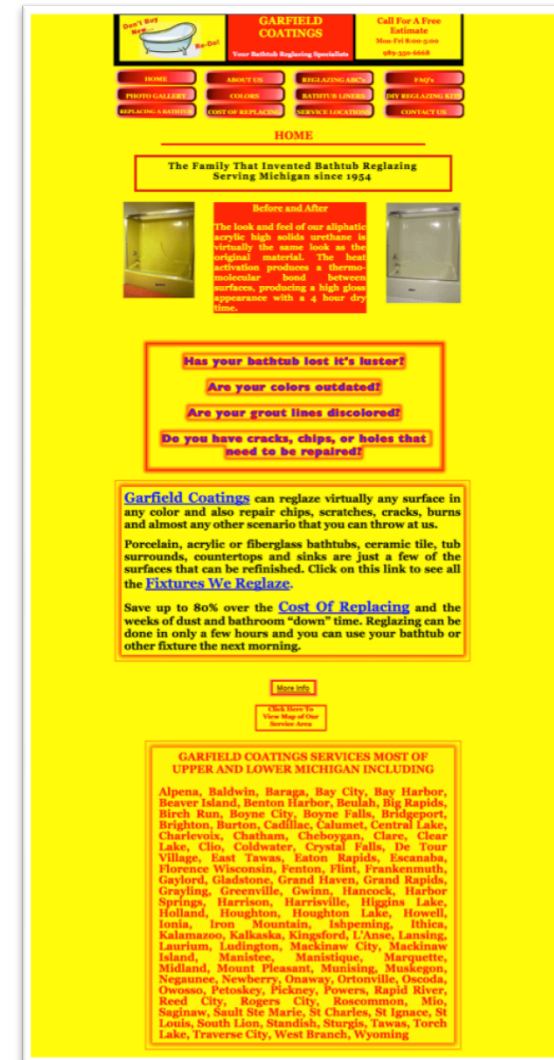 Don't Buy
New...
Re-Do!
GARFIELD
COATINGS
Your Bathtub Reglazing Specialists
Call For A Free
Estimate
Mon-Fri 8:00-5:00
989-350-6668
HOME
ABOUT US
REGLAZING ABC's
FAQ's
PHOTO GALLERY
COLORS
BATHTUB LINERS
DIY REGLAZING KITS
REPLACING A BATHTUB
COST OF REPLACING
SERVICE LOCATIONS
CONTACT US
HOME
The Family That Invented Bathtub Reglazing
Serving Michigan since 1954
Before and After
The look and feel of our aliphatic
acrylic high solids urethane is
virtually the same look as the
original material. The heat
activation produces a thermo-
molecular bond between
surfaces, producing a high gloss
appearance with a 4 hour dry
time.
Has your bathtub lost it's luster?
Are your colors outdated?
Are your grout lines discolored?
Do you have cracks, chips, or holes that
need to be repaired?
Garfield Coatings can reglaze virtually any surface in
any color and also repair chips, scratches, cracks, burns
and almost any other scenario that you can throw at us.
Porcelain, acrylic or fiberglass bathtubs, ceramic tile, tub
surrounds, countertops and sinks are just a few of the
surfaces that can be refinished. Click on this link to see all
the Fixtures We Reglaze.
Save up to 80% over the Cost Of Replacing and the
weeks of dust and bathroom “down” time. Reglazing can be
done in only a few hours and you can use your bathtub or
other fixture the next morning.
More Info
Click Here To
View Map of Our
Service Area
GARFIELD COATINGS SERVICES MOST OF
UPPER AND LOWER MICHIGAN INCLUDING
Alpena, Baldwin, Baraga, Bay City, Bay Harbor,
Beaver Island, Benton Harbor, Beulah, Big Rapids,
Birch Run, Boyne City, Boyne Falls, Bridgeport,
Brighton, Burton, Cadillac, Calumet, Central Lake,
Charlevoix, Chatham, Cheboygan, Clare, Clear
Lake, Clio, Coldwater, Crystal Falls, De Tour
Village, East Tawas, Eaton Rapids, Escanaba,
Florence Wisconsin, Fenton, Flint, Frankenmuth,
Gaylord, Gladstone, Grand Haven, Grand Rapids,
Grayling, Greenville, Gwinn, Hancock, Harbor
Springs, Harrison, Harrisville, Higgins Lake,
Holland, Houghton, Houghton Lake, Howell,
Ionia, Iron Mountain, Ishpeming, Ithica,
Kalamazoo, Kalkaska, Kingsford, L'Anse, Lansing,
Laurium, Ludington, Mackinaw City, Mackinaw
Island, Manistee, Manistique, Marquette,
Midland, Mount Pleasant, Munising, Muskegon,
Negaunee, Newberry, Onaway, Ortonville, Oscoda,
Owosso, Petoskey, Pickney, Powers, Rapid River,
Reed City, Rogers City, Roscommon, Mio,
Saginaw, Sault Ste Marie, St Charles, St Ignace, St
Louis, South Lion, Standish, Sturgis, Tawas, Torch
Lake, Traverse City, West Branch, Wyoming